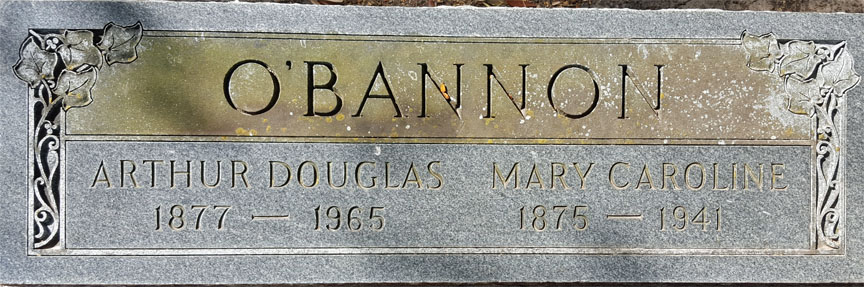 O'BANNON
ARTHUR DOUGLAS MARY CAROLINE
1877 — 1965 1875 — 1941